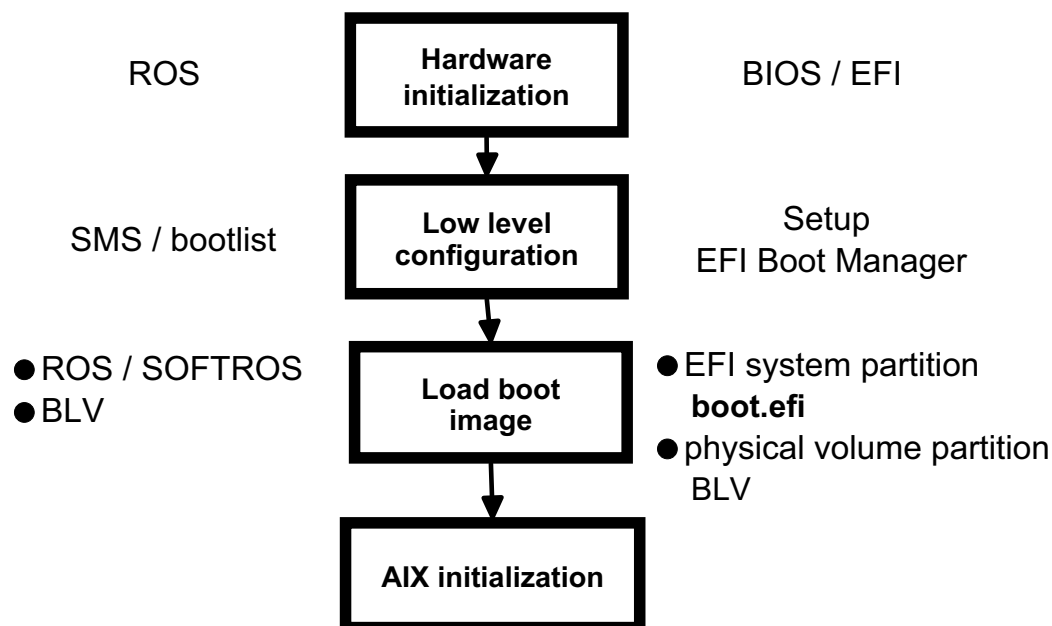 ROS
Hardware
initialization
BIOS / EFI
SMS / bootlist
Low level
configuration
Setup
EFI Boot Manager
● ROS / SOFTROS
● BLV
Load boot
image
● EFI system partition
boot.efi
● physical volume partition
BLV
AIX initialization